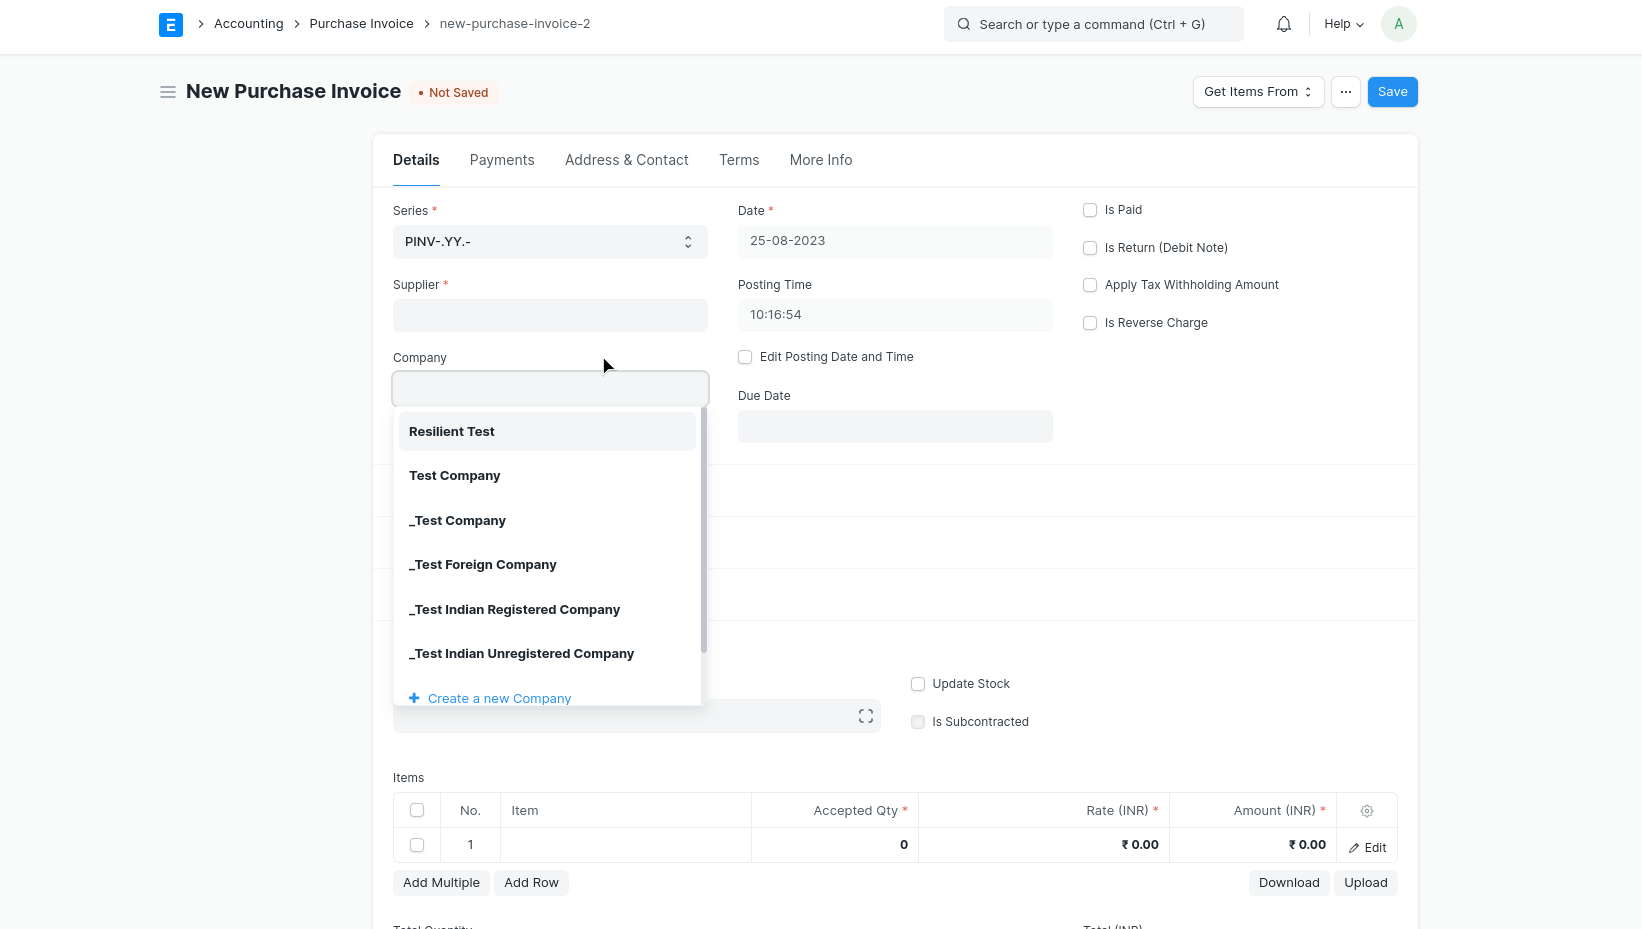 E > Accounting > Purchase Invoice > new-purchase-invoice-2
Search or type a command (Ctrl + G)
Help
A
New Purchase Invoice
• Not Saved
Get Items From
···
Save
Details Payments Address & Contact Terms More Info
Series *
PINV-.YY.-
Supplier *
Company
Resilient Test
Test Company
_Test Company
_Test Foreign Company
_Test Indian Registered Company
_Test Indian Unregistered Company
+ Create a new Company
Date *
25-08-2023
Posting Time
10:16:54
Edit Posting Date and Time
Due Date
Is Paid
Is Return (Debit Note)
Apply Tax Withholding Amount
Is Reverse Charge
Update Stock
Is Subcontracted
Items
No. Item Accepted Qty * Rate (INR) * Amount (INR) *
1 0 ₹ 0.00 ₹ 0.00 Edit
Add Multiple Add Row Download Upload
Total Quantity Total (INR)